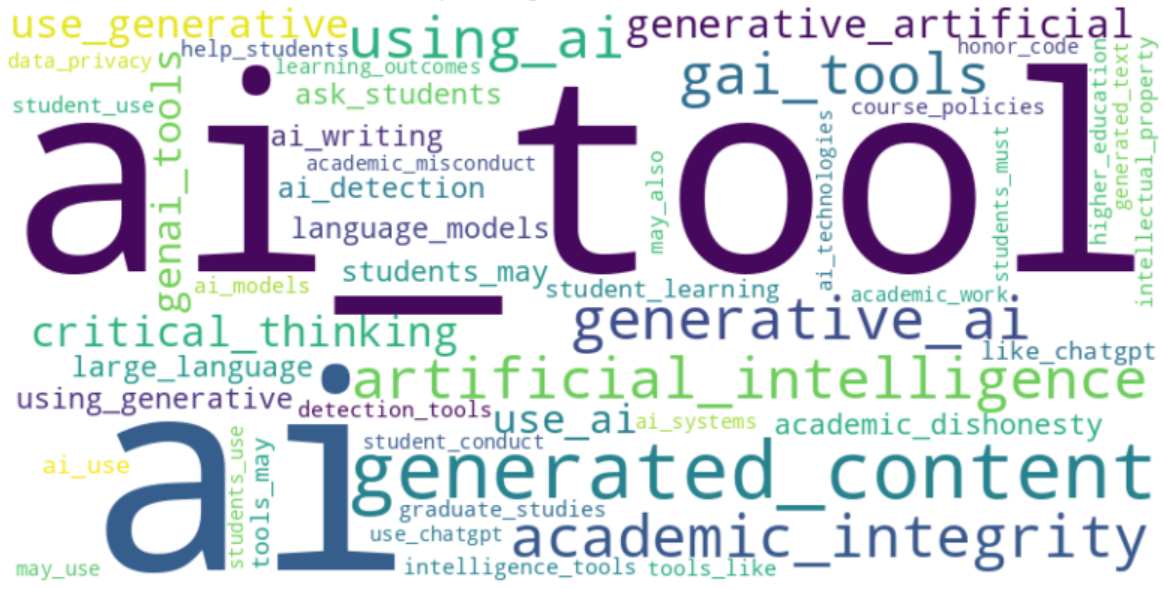 use_generative
help_students
using_ai
generative_artificial
data_privacy
learning_outcomes
gai_tools
honor_code
student_use
genai_tools
ask_students
course_policies
higher_education
generated_text
intellectual_property
ai_tool
ai_writing
academic_misconduct
ai_detection
language_models
may_also
ai_technologies
students_must
students_may
ai_models
student_learning
academic_work
critical_thinking
generative_ai
large_language
like_chatgpt
artificial_intelligence
using_generative
detection_tools
use_ai
ai_systems
academic_dishonesty
ai
student_conduct
ai_use
students_use
tools_may
generated_content
graduate_studies
use_chatgpt
academic_integrity
may_use
intelligence_tools
tools_like